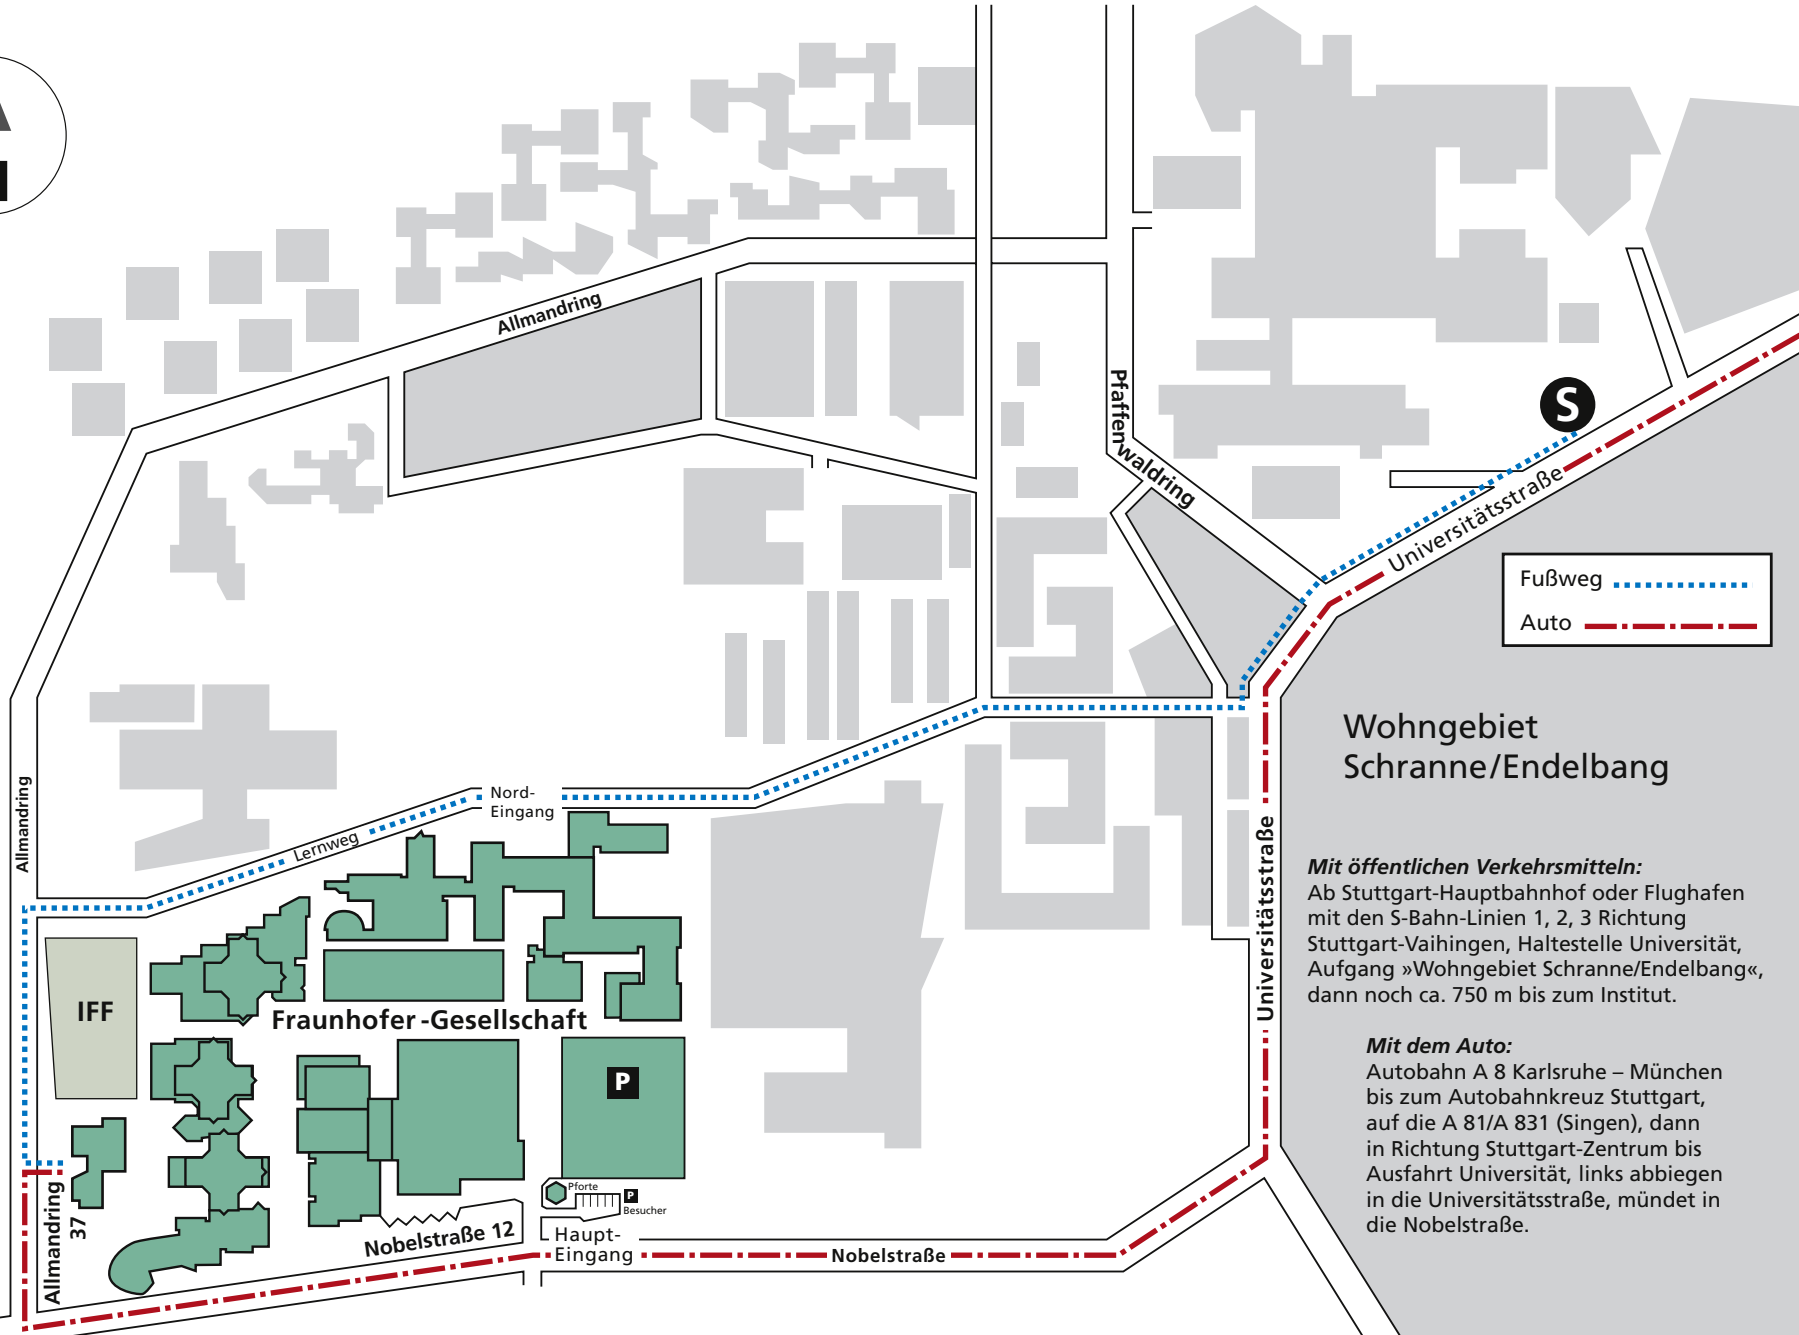 Allmandring
Pfaffenwaldring
S
Universitätsstraße
Fußweg
Auto
Wohngebiet
Schranne/Endelbang
Nord-
Eingang
Lernweg
Allmandring
Universitätsstraße
Mit öffentlichen Verkehrsmitteln:
Ab Stuttgart-Hauptbahnhof oder Flughafen
mit den S-Bahn-Linien 1, 2, 3 Richtung
Stuttgart-Vaihingen, Haltestelle Universität,
Aufgang »Wohngebiet Schranne/Endelbang«,
dann noch ca. 750 m bis zum Institut.
IFF
Fraunhofer-Gesellschaft
P
Mit dem Auto:
Autobahn A 8 Karlsruhe – München
bis zum Autobahnkreuz Stuttgart,
auf die A 81/A 831 (Singen), dann
in Richtung Stuttgart-Zentrum bis
Ausfahrt Universität, links abbiegen
in die Universitätsstraße, mündet in
die Nobelstraße.
Pforte
P
Besucher
Allmandring
37
Nobelstraße 12
Haupt-
Eingang
Nobelstraße